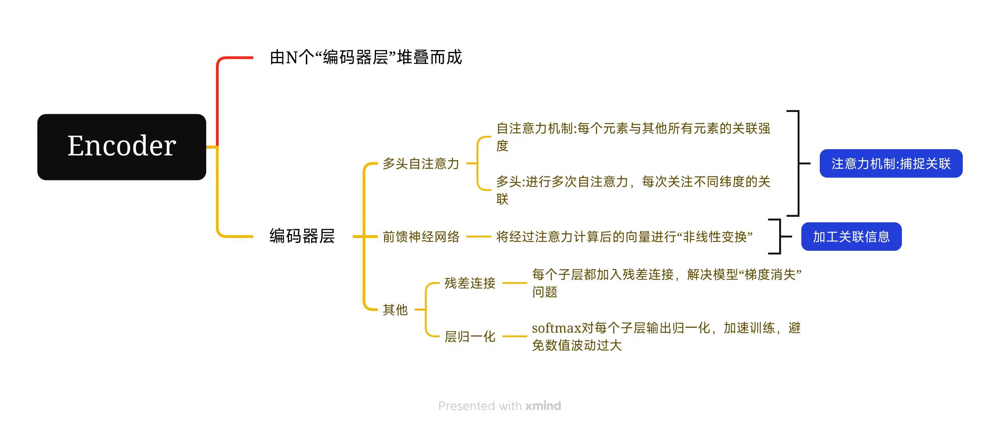 由N个“编码器层”堆叠而成
Encoder
自注意力机制:每个元素与其他所有元素的关联强
度
多头自注意力
注意力机制:捕捉关联
多头:进行多次自注意力，每次关注不同纬度的关
联
编码器层
前馈神经网络
将经过注意力计算后的向量进行“非线性变换”
加工关联信息
每个子层都加入残差连接，解决模型“梯度消失”
问题
残差连接
其他
softmax对每个子层输出归一化，加速训练，避
免数值波动过大
层归一化
Presented with xmind